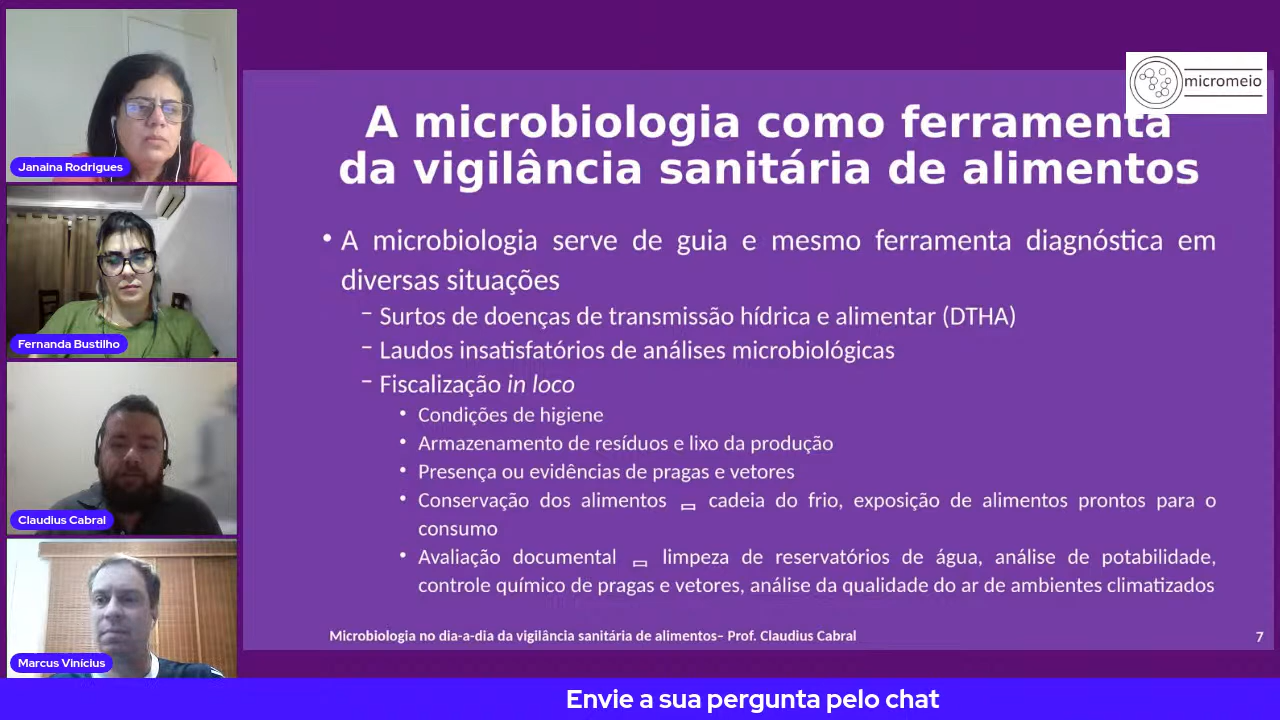 Janaína Rodrigues
Fernanda Bustilho
Claudius Cabral
Marcus Vinícius
micromeio
A microbiologia como ferramenta
da vigilância sanitária de alimentos
• A microbiologia serve de guia e mesmo ferramenta diagnóstica em
diversas situações
– Surtos de doenças de transmissão hídrica e alimentar (DTHA)
– Laudos insatisfatórios de análises microbiológicas
– Fiscalização in loco
• Condições de higiene
• Armazenamento de resíduos e lixo da produção
• Presença ou evidências de pragas e vetores
• Conservação dos alimentos ▭ cadeia do frio, exposição de alimentos prontos para o
consumo
• Avaliação documental ▭ limpeza de reservatórios de água, análise de potabilidade,
controle químico de pragas e vetores, análise da qualidade do ar de ambientes climatizados
Microbiologia no dia-a-dia da vigilância sanitária de alimentos– Prof. Claudius Cabral
7
Envie a sua pergunta pelo chat